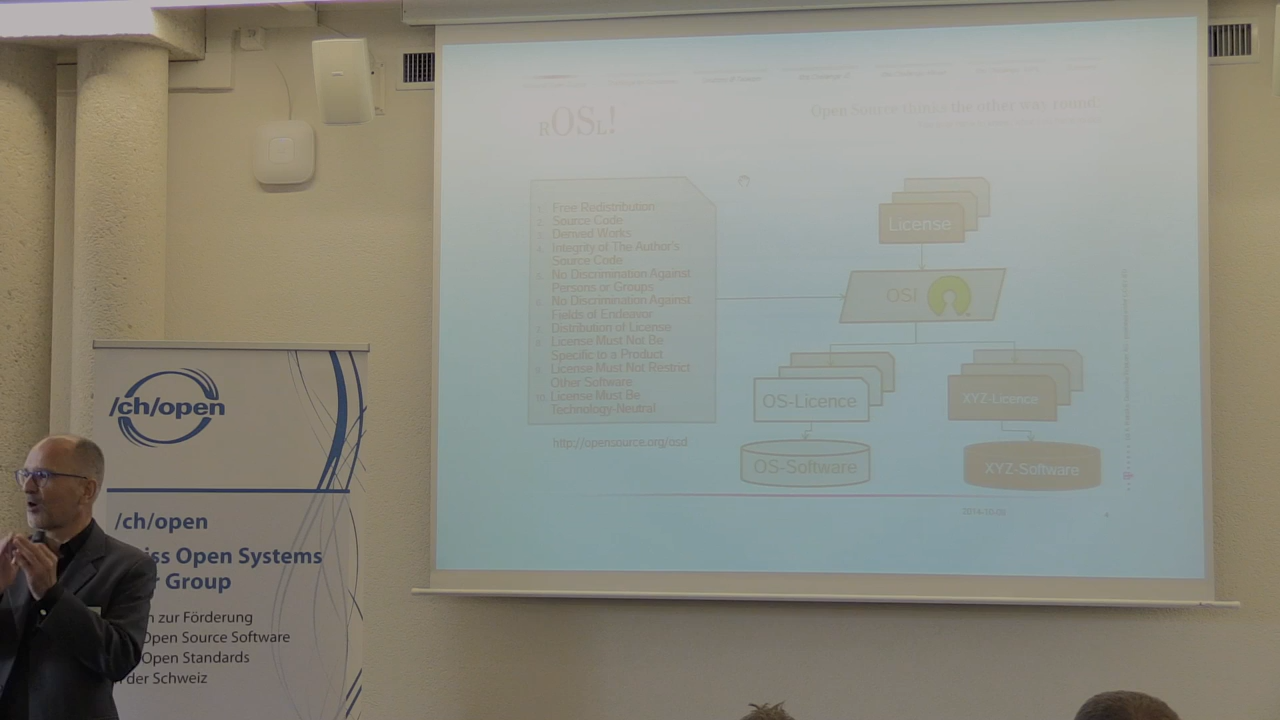 ROSL!
Open Source thinks the other way round
1. Free Redistribution
2. Source Code
3. Derived Works
4. Integrity of The Author's
Source Code
5. No Discrimination Against
Persons or Groups
6. No Discrimination Against
Fields of Endeavor
7. Distribution of License
8. License Must Not Be
Specific to a Product
9. License Must Not Restrict
Other Software
10. License Must Be
Technology-Neutral
http://opensource.org/osd
License
OSI
OS-Licence
XYZ-Licence
OS-Software
XYZ-Software
/ch/open
/ch/open
iss Open Systems
r Group
n zur Förderung
Open Source Software
Open Standards
der Schweiz